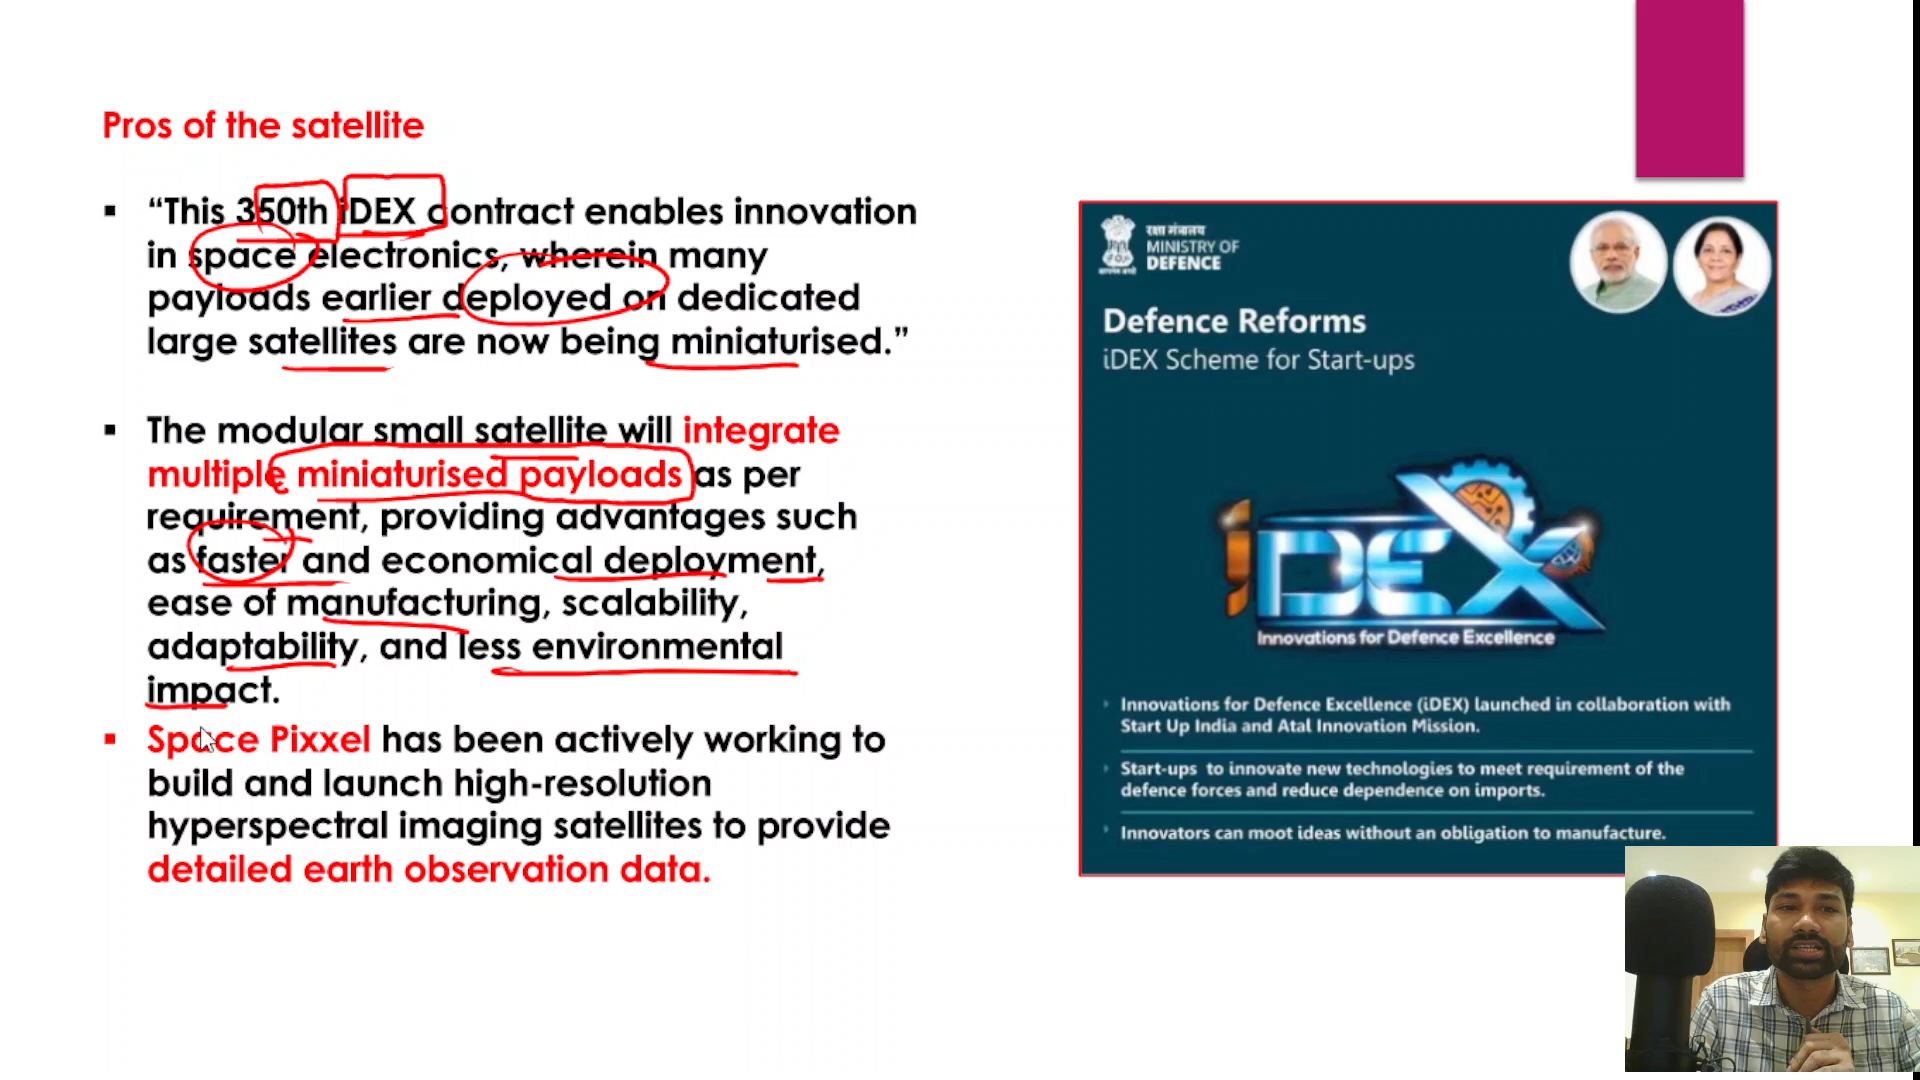 Pros of the satellite
▪ “This 350th iDEX contract enables innovation
in space electronics, wherein many
payloads earlier deployed on dedicated
large satellites are now being miniaturised.”
▪ The modular small satellite will integrate
multiple miniaturised payloads as per
requirement, providing advantages such
as faster and economical deployment,
ease of manufacturing, scalability,
adaptability, and less environmental
impact.
▪ Space Pixxel has been actively working to
build and launch high-resolution
hyperspectral imaging satellites to provide
detailed earth observation data.
रक्षा मंत्रालय
MINISTRY OF
DEFENCE
Defence Reforms
iDEX Scheme for Start-ups
iDEX
Innovations for Defence Excellence
Innovations for Defence Excellence (iDEX) launched in collaboration with
Start Up India and Atal Innovation Mission.
Start-ups to innovate new technologies to meet requirement of the
defence forces and reduce dependence on imports.
Innovators can moot ideas without an obligation to manufacture.